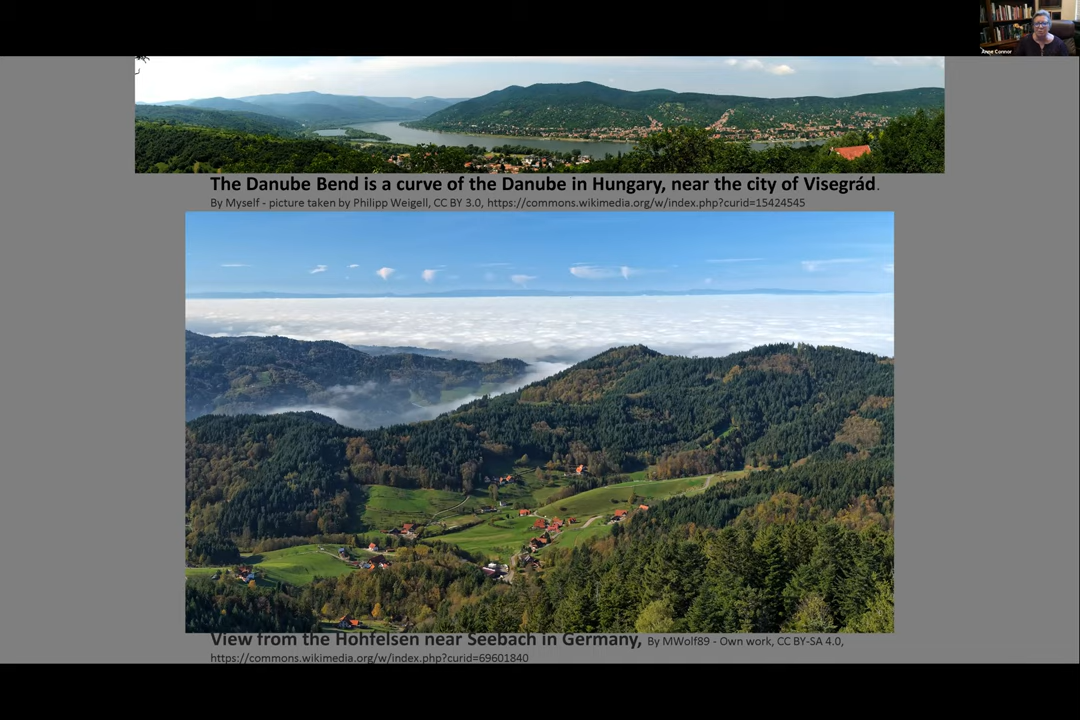 Anne Connor
The Danube Bend is a curve of the Danube in Hungary, near the city of Visegrád.
By Myself - picture taken by Philipp Weigell, CC BY 3.0, https://commons.wikimedia.org/w/index.php?curid=15424545
View from the Hohfelsen near Seebach in Germany, By MWolf89 - Own work, CC BY-SA 4.0,
https://commons.wikimedia.org/w/index.php?curid=69601840